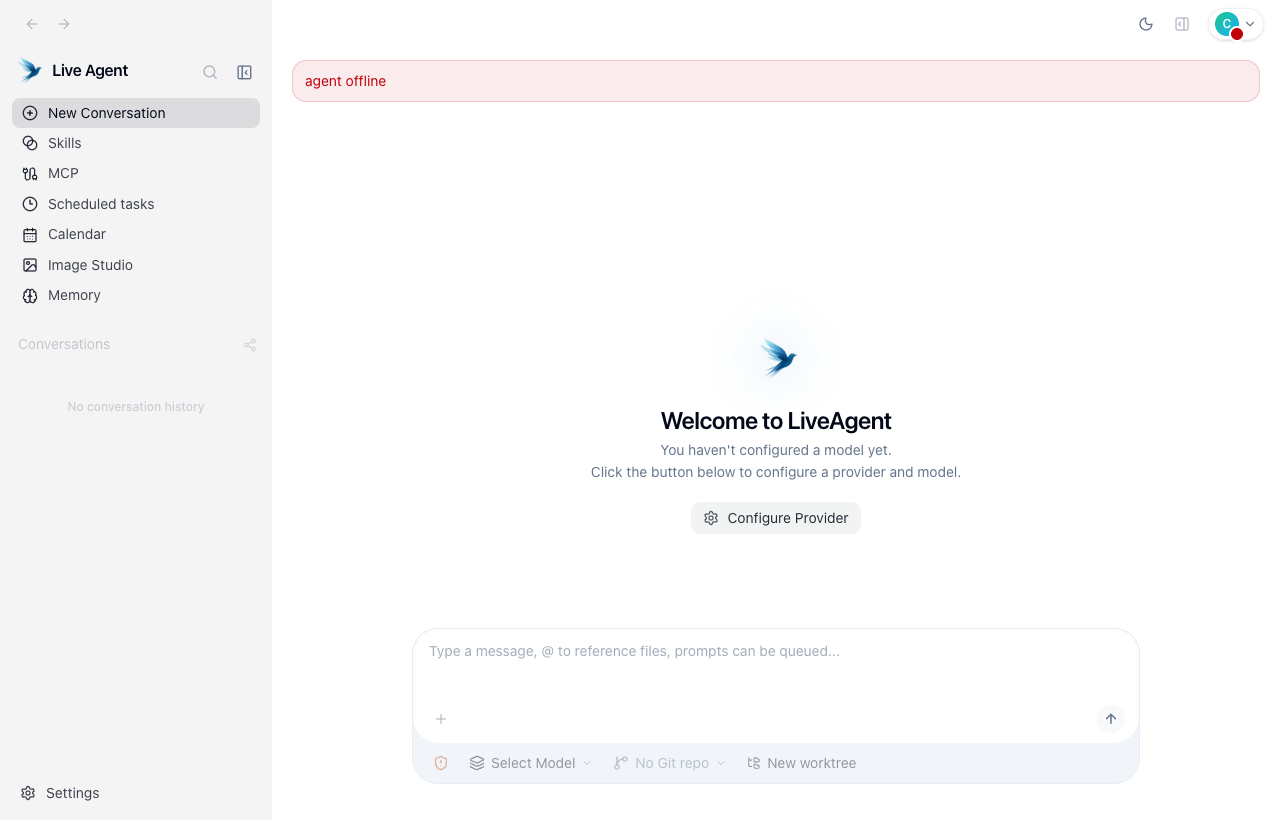 C
Live Agent
agent offline
New Conversation
Skills
MCP
Scheduled tasks
Calendar
Image Studio
Memory
Conversations
No conversation history
Welcome to LiveAgent
You haven't configured a model yet.
Click the button below to configure a provider and model.
Configure Provider
Type a message, @ to reference files, prompts can be queued...
Select Model
No Git repo
New worktree
Settings